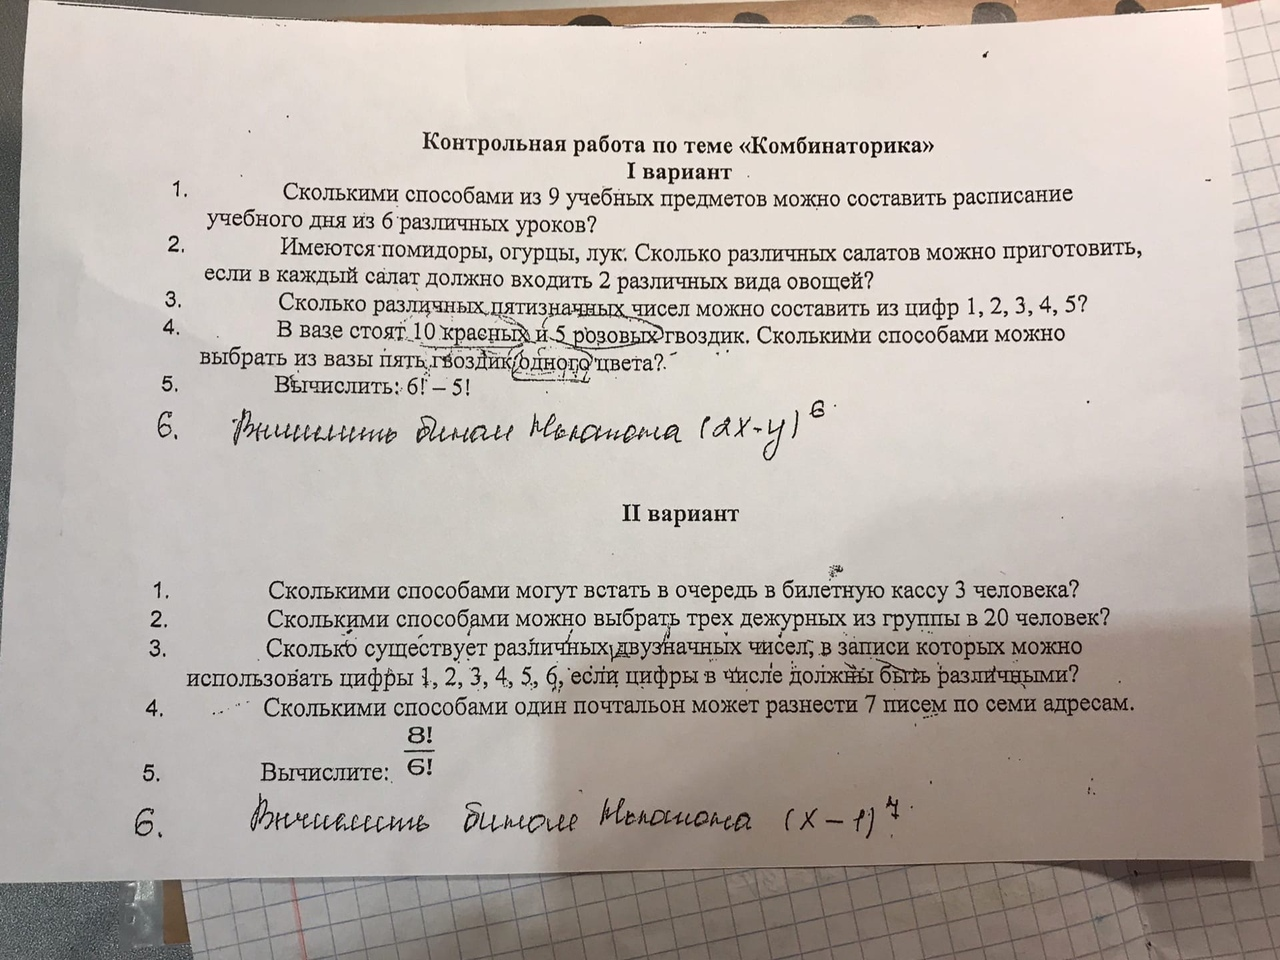 Контрольная работа по теме «Комбинаторика»
I вариант
1. Сколькими способами из 9 учебных предметов можно составить расписание
учебного дня из 6 различных уроков?
2. Имеются помидоры, огурцы, лук. Сколько различных салатов можно приготовить,
если в каждый салат должно входить 2 различных вида овощей?
3. Сколько различных пятизначных чисел можно составить из цифр 1, 2, 3, 4, 5?
4. В вазе стоят 10 красных и 5 розовых гвоздик. Сколькими способами можно
выбрать из вазы пять гвоздик одного цвета?
5. Вычислить: 6! – 5!
6. Вычислить бином Ньютона (2x-y)^6
II вариант
1. Сколькими способами могут встать в очередь в билетную кассу 3 человека?
2. Сколькими способами можно выбрать трех дежурных из группы в 20 человек?
3. Сколько существует различных двузначных чисел, в записи которых можно
использовать цифры 1, 2, 3, 4, 5, 6, если цифры в числе должны быть различными?
4. Сколькими способами один почтальон может разнести 7 писем по семи адресам.
5. Вычислите: 8!/6!
6. Вычислить бином Ньютона (x-1)^7